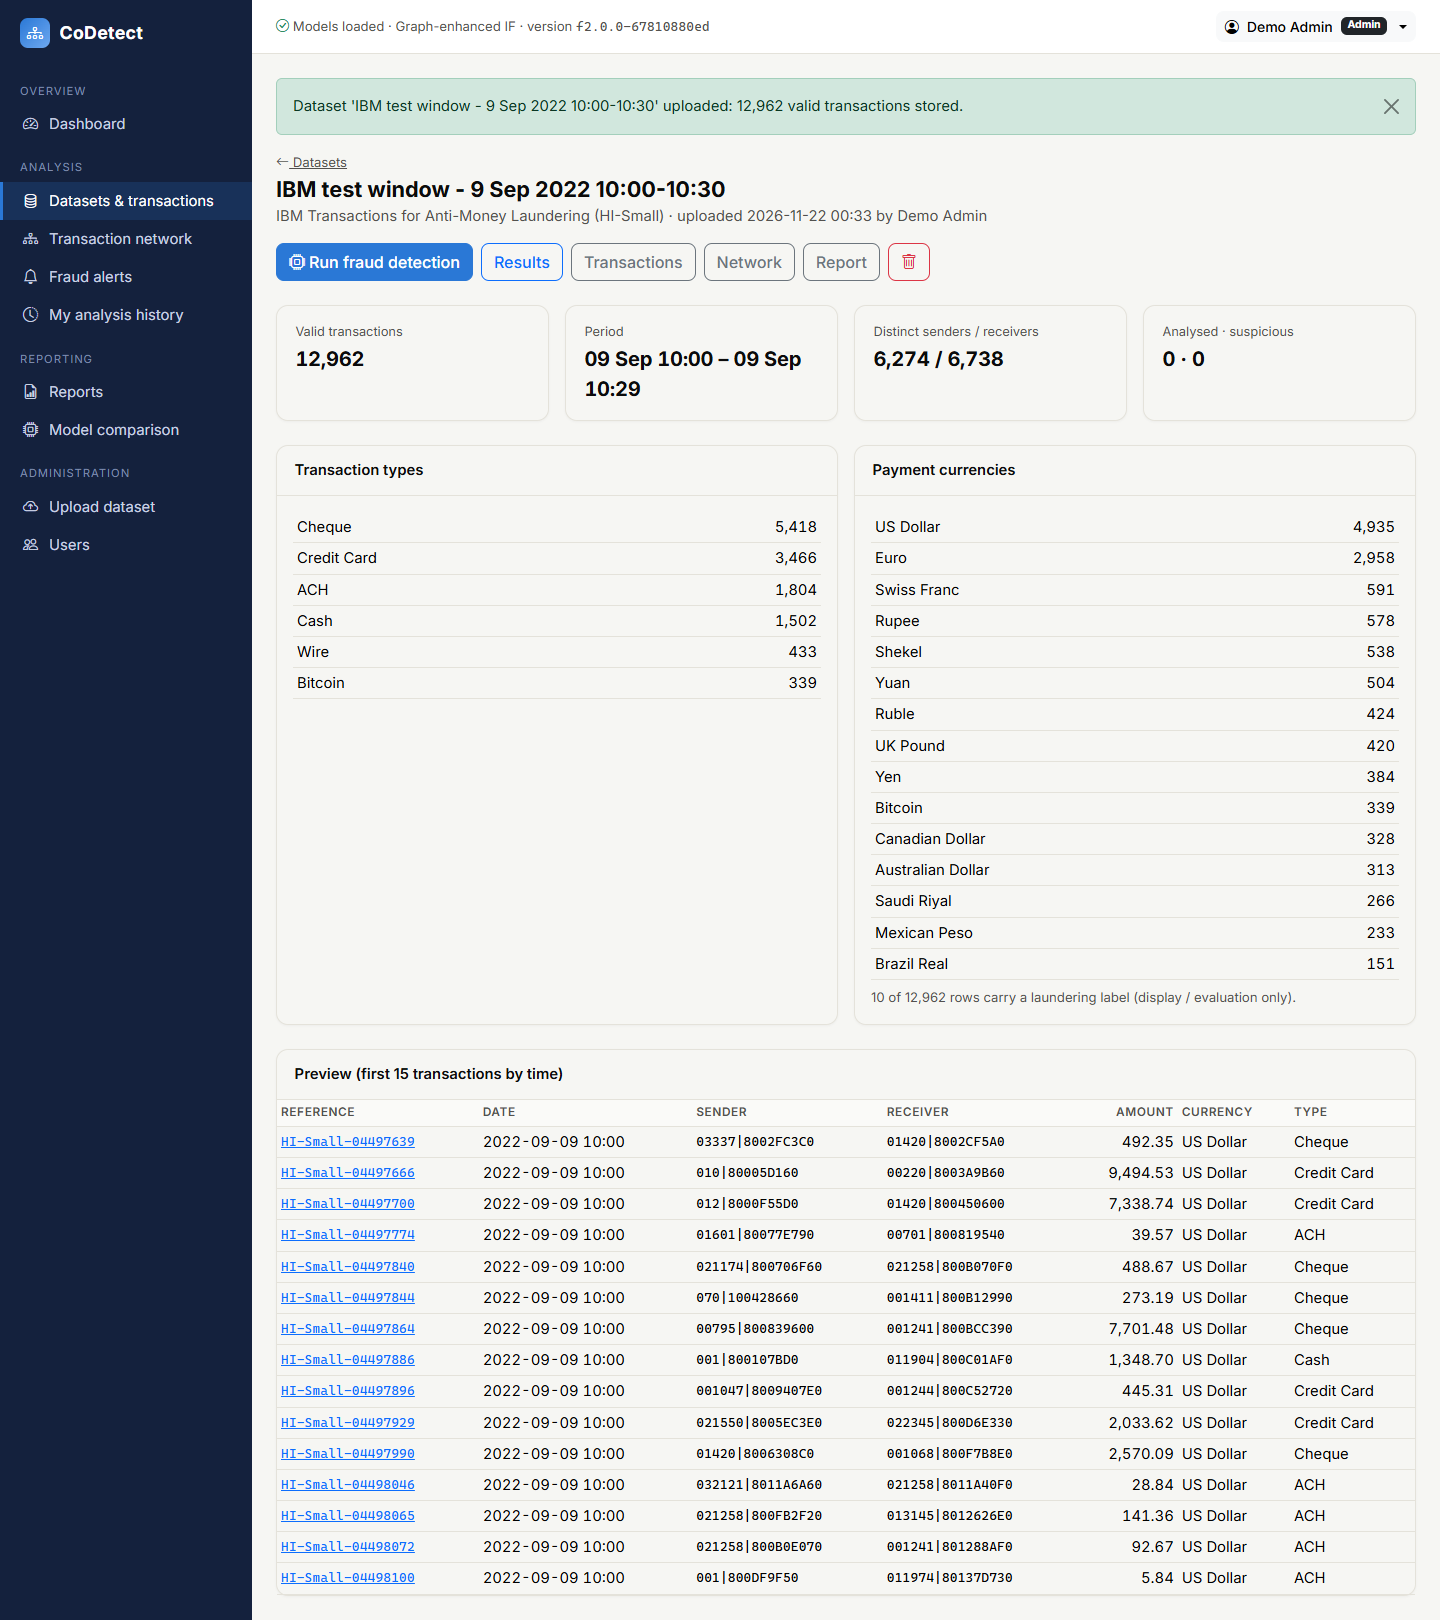 CoDetect
OVERVIEW
Dashboard
ANALYSIS
Datasets & transactions
Transaction network
Fraud alerts
My analysis history
REPORTING
Reports
Model comparison
ADMINISTRATION
Upload dataset
Users
Models loaded · Graph-enhanced IF · version f2.0.0-67810880ed
Demo Admin Admin
Dataset 'IBM test window - 9 Sep 2022 10:00-10:30' uploaded: 12,962 valid transactions stored.
← Datasets
IBM test window - 9 Sep 2022 10:00-10:30
IBM Transactions for Anti-Money Laundering (HI-Small) · uploaded 2026-11-22 00:33 by Demo Admin
Run fraud detection Results Transactions Network Report
Valid transactions
12,962
Period
09 Sep 10:00 – 09 Sep
10:29
Distinct senders / receivers
6,274 / 6,738
Analysed · suspicious
0 · 0
Transaction types
Cheque 5,418
Credit Card 3,466
ACH 1,804
Cash 1,502
Wire 433
Bitcoin 339
Payment currencies
US Dollar 4,935
Euro 2,958
Swiss Franc 591
Rupee 578
Shekel 538
Yuan 504
Ruble 424
UK Pound 420
Yen 384
Bitcoin 339
Canadian Dollar 328
Australian Dollar 313
Saudi Riyal 266
Mexican Peso 233
Brazil Real 151
10 of 12,962 rows carry a laundering label (display / evaluation only).
Preview (first 15 transactions by time)
REFERENCE DATE SENDER RECEIVER AMOUNT CURRENCY TYPE
HI-Small-04497639 2022-09-09 10:00 03337|8002FC3C0 01420|8002CF5A0 492.35 US Dollar Cheque
HI-Small-04497666 2022-09-09 10:00 010|80005D160 00220|8003A9B60 9,494.53 US Dollar Credit Card
HI-Small-04497700 2022-09-09 10:00 012|8000F55D0 01420|800450600 7,338.74 US Dollar Credit Card
HI-Small-04497774 2022-09-09 10:00 01601|80077E790 00701|800819540 39.57 US Dollar ACH
HI-Small-04497840 2022-09-09 10:00 021174|800706F60 021258|800B070F0 488.67 US Dollar Cheque
HI-Small-04497844 2022-09-09 10:00 070|100428660 001411|800B12990 273.19 US Dollar Cheque
HI-Small-04497864 2022-09-09 10:00 00795|800839600 001241|800BCC390 7,701.48 US Dollar Cheque
HI-Small-04497886 2022-09-09 10:00 001|800107BD0 011904|800C01AF0 1,348.70 US Dollar Cash
HI-Small-04497896 2022-09-09 10:00 001047|8009407E0 001244|800C52720 445.31 US Dollar Credit Card
HI-Small-04497929 2022-09-09 10:00 021550|8005EC3E0 022345|800D6E330 2,033.62 US Dollar Credit Card
HI-Small-04497990 2022-09-09 10:00 01420|8006308C0 001068|800F7B8E0 2,570.09 US Dollar Cheque
HI-Small-04498046 2022-09-09 10:00 032121|8011A6A60 021258|8011A40F0 28.84 US Dollar ACH
HI-Small-04498065 2022-09-09 10:00 021258|800FB2F20 013145|8012626E0 141.36 US Dollar ACH
HI-Small-04498072 2022-09-09 10:00 021258|800B0E070 001241|801288AF0 92.67 US Dollar ACH
HI-Small-04498100 2022-09-09 10:00 001|800DF9F50 011974|80137D730 5.84 US Dollar ACH